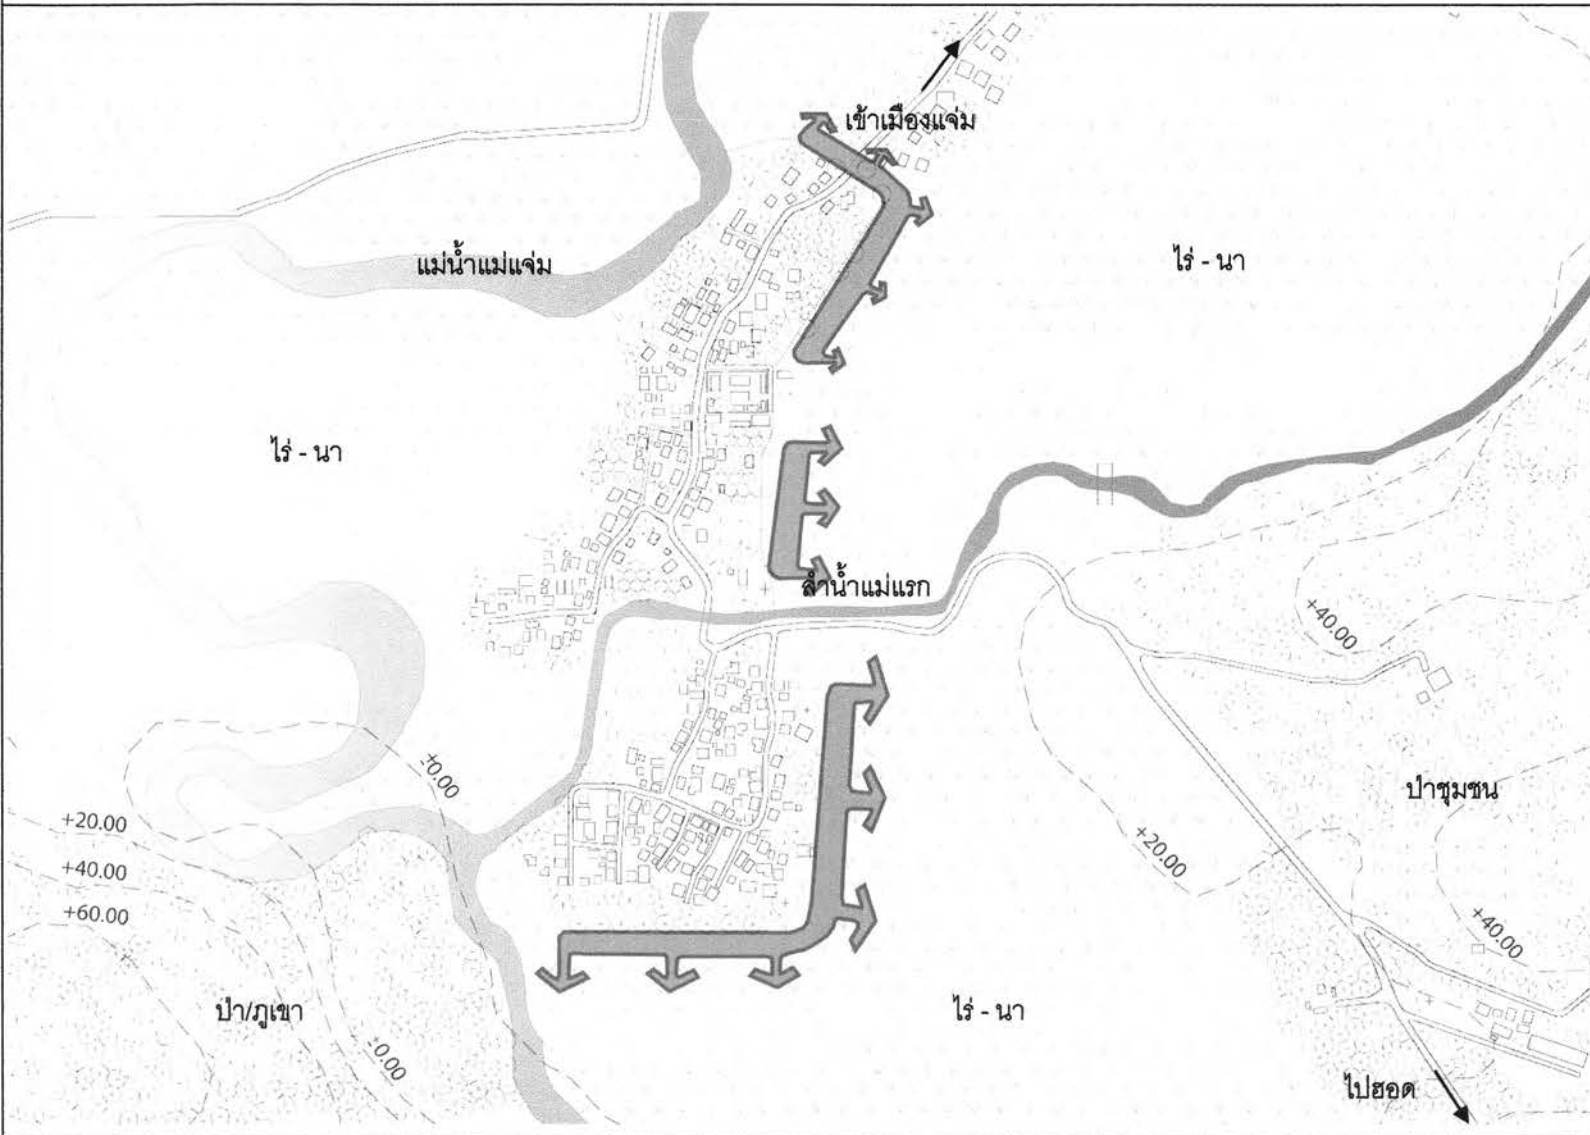 เข้าเมืองแจ่ม
แม่น้ำแม่แจ่ม
ไร่ - นา
ไร่ - นา
ลำน้ำแม่แรก
+40.00
±0.00
ป่าชุมชน
+20.00
+20.00
+40.00
+60.00
+40.00
ป่า/ภูเขา
ไร่ - นา
±0.00
ไปฮอด